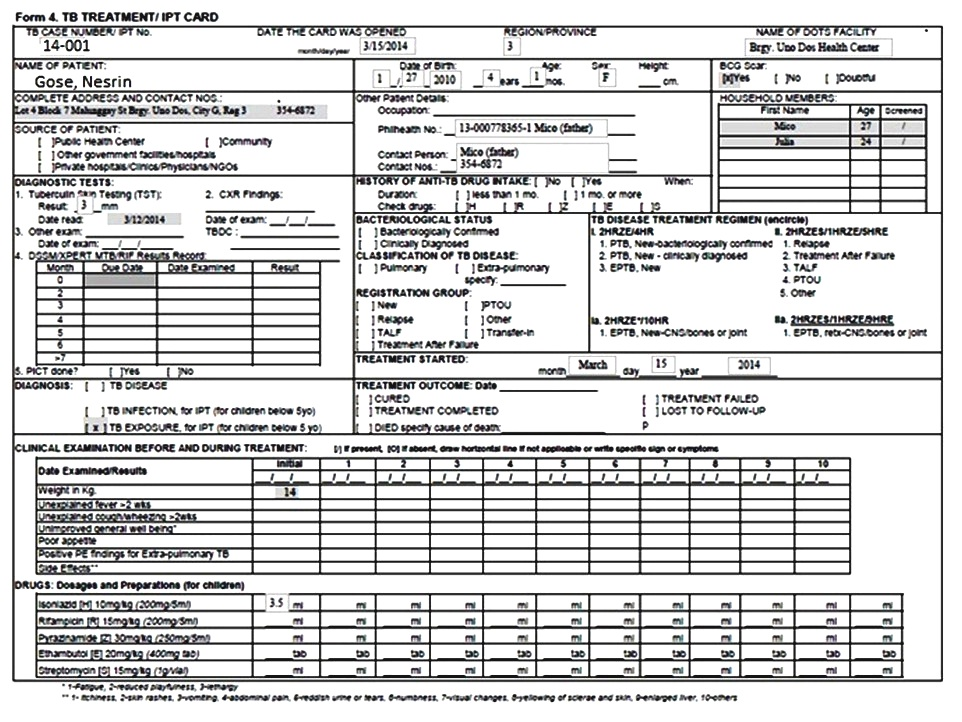 Form 4. TB TREATMENT/ IPT CARD
TB CASE NUMBER/ IPT No. DATE THE CARD WAS OPENED REGION/PROVINCE NAME OF DOTS FACILITY
14-001 month/day/year 3/15/2014 3 Brgy. Uno Dos Health Center
NAME OF PATIENT: Date of Birth: Age: Sex: Height: BCG Scar:
Gose, Nesrin 1 / 27 2010 4 years 1 mos. F ___ cm. [x]Yes [ ]No [ ]Doubtful
COMPLETE ADDRESS AND CONTACT NOS.: Other Patient Details: HOUSEHOLD MEMBERS:
Lot 4 Block 7 Malunggay St Brgy. Uno Dos, City G, Reg 3 354-6872 Occupation: First Name Age Screened
Philhealth No.: 13-000778365-1 Mico (father) Mico 27 /
SOURCE OF PATIENT: Julia 24 /
[ ]Public Health Center [ ]Community
[ ] Other government facilities/hospitals Contact Person: Mico (father)
[ ]Private hospitals/Clinics/Physicians/NGOs Contact Nos.: 354-6872
DIAGNOSTIC TESTS: HISTORY OF ANTI-TB DRUG INTAKE: [ ]No [ ]Yes When:
1. Tuberculin Skin Testing (TST): 2. CXR Findings: Duration: [ ] less than 1 mo. [ ] 1 mo. or more
Result: 3 mm Check drugs: [ ]H [ ]R [ ]Z [ ]E [ ]S
Date read: 3/12/2014 Date of exam: __/__/__
3. Other exam: TBDC :
Date of exam: __/__/__
4. DSSM/XPERT MTB/RIF Results Record:
Month Due Date Date Examined Result
0
2
3
4
5
6
>7
5. PICT done? [ ]Yes [ ]No
BACTERIOLOGICAL STATUS
[ ] Bacteriologically Confirmed
[ ] Clinically Diagnosed
CLASSIFICATION OF TB DISEASE:
[ ] Pulmonary [ ] Extra-pulmonary
specify:
REGISTRATION GROUP:
[ ] New [ ]PTOU
[ ] Relapse [ ] Other
[ ] TALF [ ] Transfer-in
[ ] Treatment After Failure
TB DISEASE TREATMENT REGIMEN (encircle)
I. 2HRZE/4HR II. 2HRZES/1HRZE/5HRE
1. PTB, New-bacteriologically confirmed 1. Relapse
2. PTB, New - clinically diagnosed 2. Treatment After Failure
3. EPTB, New 3. TALF
4. PTOU
5. Other
Ia. 2HRZE*/10HR IIa. 2HRZES/1HRZE/9HRE
1. EPTB, New-CNS/bones or joint 1. EPTB, retx-CNS/bones or joint
TREATMENT STARTED:
month March day 15 year 2014
DIAGNOSIS: [ ] TB DISEASE
[ ] TB INFECTION, for IPT (for children below 5yo)
[ x ] TB EXPOSURE, for IPT (for children below 5 yo)
TREATMENT OUTCOME: Date
[ ] CURED [ ] TREATMENT FAILED
[ ] TREATMENT COMPLETED [ ] LOST TO FOLLOW-UP
[ ] DIED specify cause of death: P
CLINICAL EXAMINATION BEFORE AND DURING TREATMENT: [/] if present, [O] if absent, draw horizontal line if not applicable or write specific sign or symptoms
Date Examined/Results Initial 1 2 3 4 5 6 7 8 9 10
__/__/__ __/__/__ __/__/__ __/__/__ __/__/__ __/__/__ __/__/__ __/__/__ __/__/__ __/__/__ __/__/__
Weight in Kg. 14
Unexplained fever >2 wks
Unexplained cough/wheezing >2wks
Unimproved general well being*
Poor appetite
Positive PE findings for Extra-pulmonary TB
Side Effects**
DRUGS: Dosages and Preparations (for children)
Isoniazid [H] 10mg/kg (200mg/5ml) 3.5 ml ml ml ml ml ml ml ml ml ml ml
Rifampicin [R] 15mg/kg (200mg/5ml) ml ml ml ml ml ml ml ml ml ml ml
Pyrazinamide [Z] 30mg/kg (250mg/5ml) ml ml ml ml ml ml ml ml ml ml ml
Ethambutol [E] 20mg/kg (400mg tab) tab tab tab tab tab tab tab tab tab tab tab
Streptomycin [S] 15mg/kg (1g/vial) ml ml ml ml ml ml ml ml ml ml ml
* 1-Fatigue, 2-reduced playfulness, 3-lethargy
** 1- Itchiness, 2-skin rashes, 3-vomiting, 4-abdominal pain, 5-reddish urine or tears, 6-numbness, 7-visual changes, 8-yellowing of sclerae and skin, 9-enlarged liver, 10-others